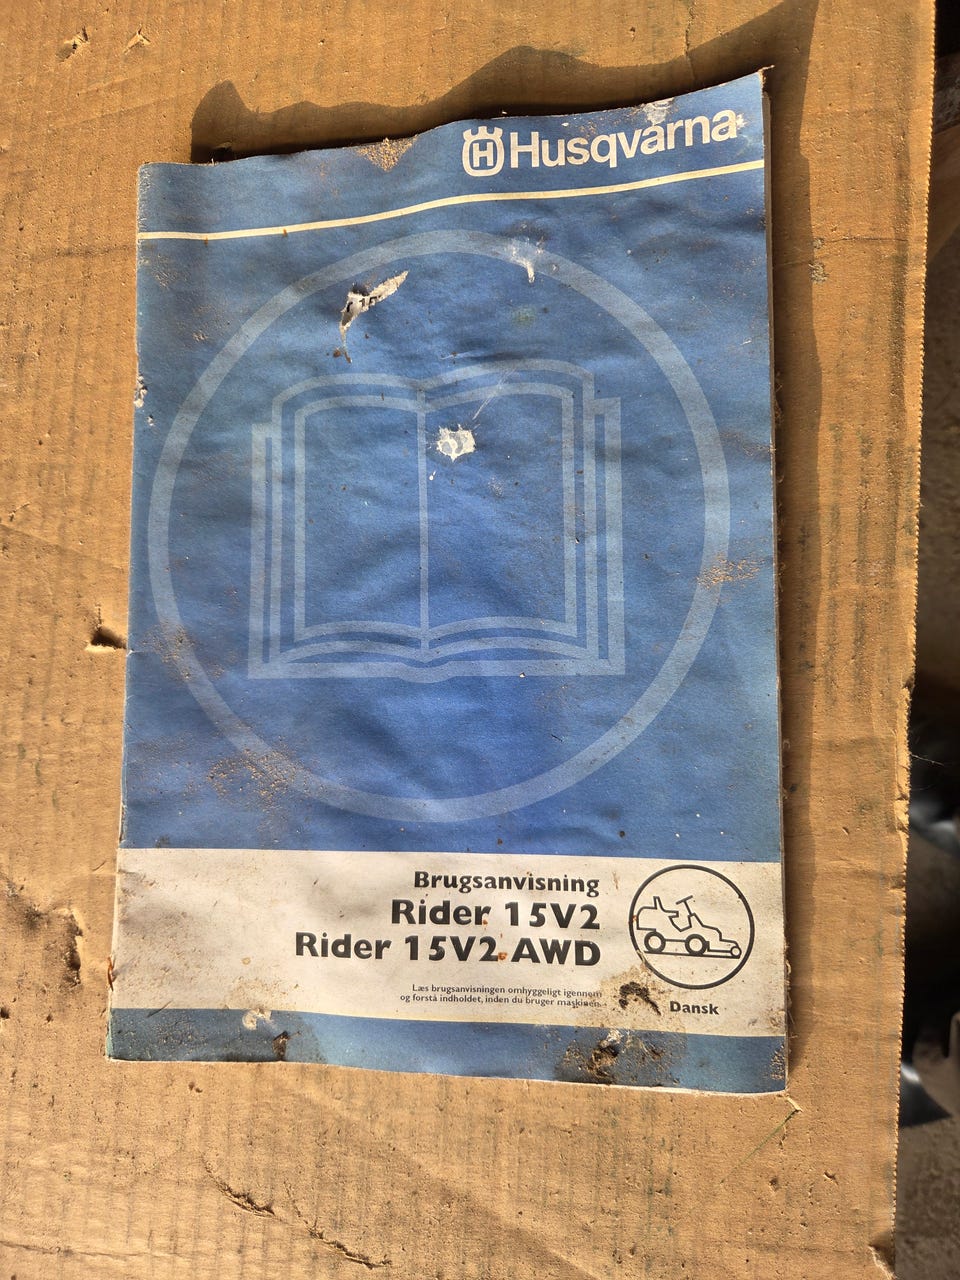 Husqvarna
15
Brugsanvisning
Rider 15V2
Rider 15V2 AWD
Læs brugsanvisningen omhyggeligt igennem
og forstå indholdet, inden du bruger maskinen.
Dansk